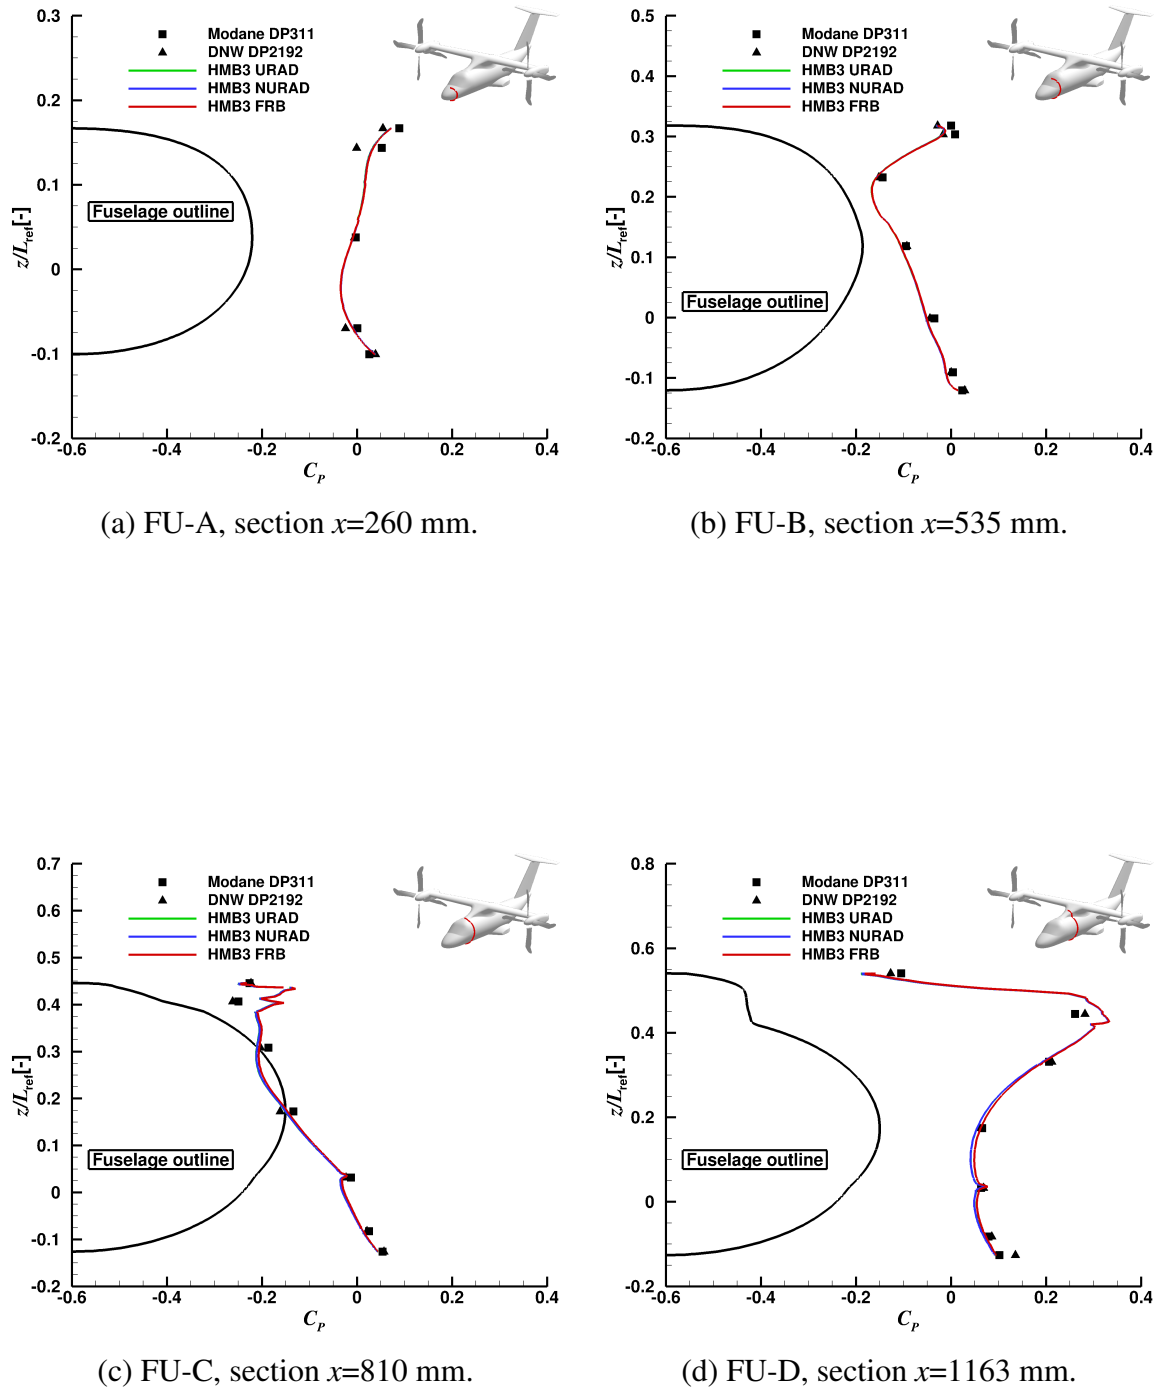 0.3
0.2
0.1
0
-0.1
-0.2
z/Lref[-]
Modane DP311
DNW DP2192
HMB3 URAD
HMB3 NURAD
HMB3 FRB
Fuselage outline
-0.6 -0.4 -0.2 0 0.2 0.4
CP
(a) FU-A, section x=260 mm.
0.5
0.4
0.3
0.2
0.1
0
-0.1
-0.2
z/Lref[-]
Modane DP311
DNW DP2192
HMB3 URAD
HMB3 NURAD
HMB3 FRB
Fuselage outline
-0.6 -0.4 -0.2 0 0.2 0.4
CP
(b) FU-B, section x=535 mm.
0.7
0.6
0.5
0.4
0.3
0.2
0.1
0
-0.1
-0.2
z/Lref[-]
Modane DP311
DNW DP2192
HMB3 URAD
HMB3 NURAD
HMB3 FRB
Fuselage outline
-0.6 -0.4 -0.2 0 0.2 0.4
CP
(c) FU-C, section x=810 mm.
0.8
0.6
0.4
0.2
0
-0.2
z/Lref[-]
Modane DP311
DNW DP2192
HMB3 URAD
HMB3 NURAD
HMB3 FRB
Fuselage outline
-0.6 -0.4 -0.2 0 0.2 0.4
CP
(d) FU-D, section x=1163 mm.